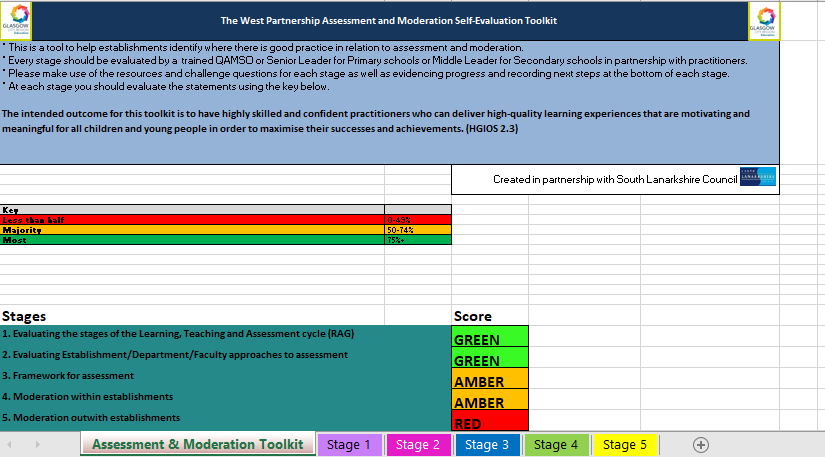 The West Partnership Assessment and Moderation Self-Evaluation Toolkit
GLASGOW
GLASGOW
* This is a tool to help establishments identify where there is good practice in relation to assessment and moderation.
* Every stage should be evaluated by a trained QAMSO or Senior Leader for Primary schools or Middle Leader for Secondary schools in partnership with practitioners.
* Please make use of the resources and challenge questions for each stage as well as evidencing progress and recording next steps at the bottom of each stage.
* At each stage you should evaluate the statements using the key below.
The intended outcome for this toolkit is to have highly skilled and confident practitioners who can deliver high-quality learning experiences that are motivating and
meaningful for all children and young people in order to maximise their successes and achievements. (HGIOS 2.3)
Created in partnership with South Lanarkshire Council
Key
Less than half
Majority 50-74%
Most 75%+
Stages Score
1. Evaluating the stages of the Learning, Teaching and Assessment cycle (RAG) GREEN
2. Evaluating Establishment/Department/Faculty approaches to assessment GREEN
3. Framework for assessment AMBER
4. Moderation within establishments AMBER
5. Moderation outwith establishments RED
Assessment & Moderation Toolkit Stage 1 Stage 2 Stage 3 Stage 4 Stage 5